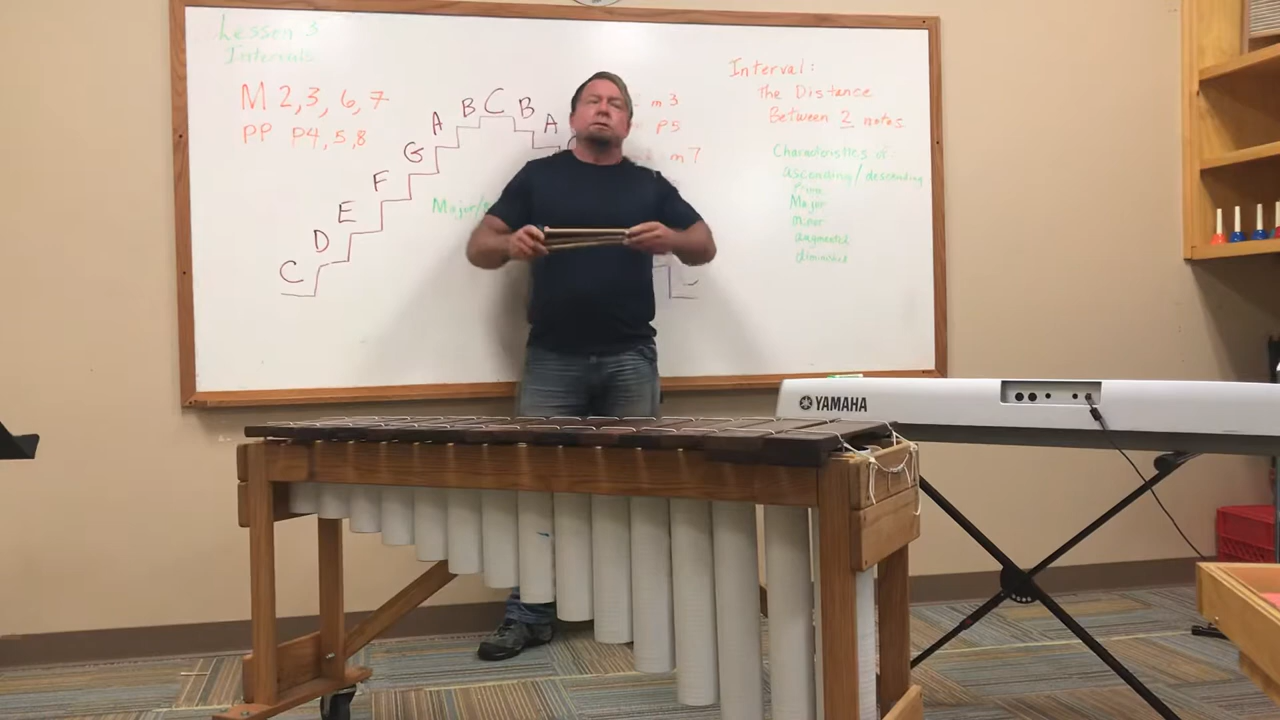 Lesson 3
Intervals
M 2, 3, 6, 7
PP P4, 5, 8
C D E F G A B C B A
Major/
m3
P5
m7
Interval:
the Distance
Between 2 notes
Characteristics of
ascending/descending
Prime
Major
minor
augmented
diminished
YAMAHA